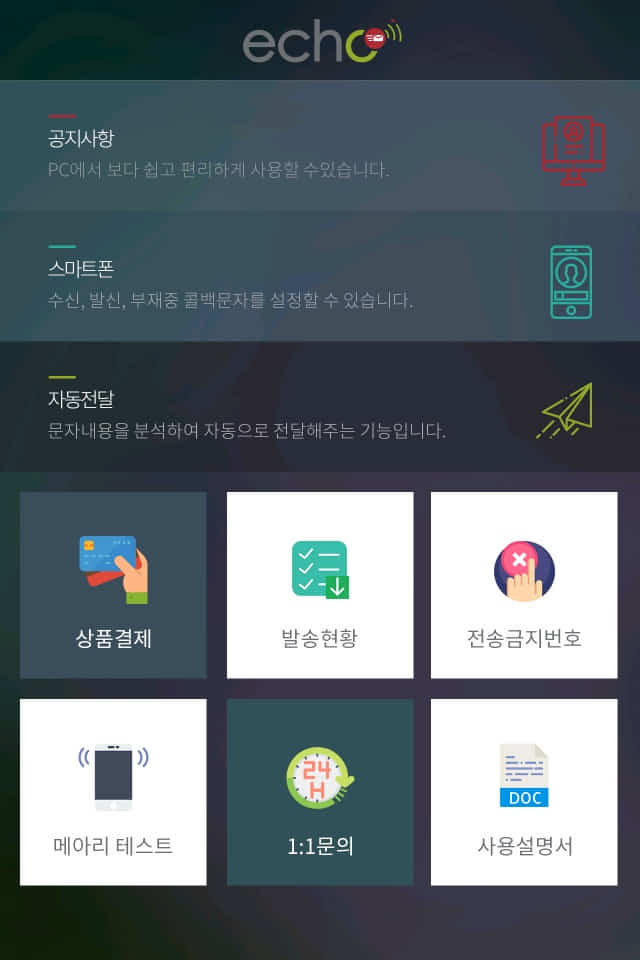 echo
공지사항
PC에서 보다 쉽고 편리하게 사용할 수있습니다.
스마트폰
수신, 발신, 부재중 콜백문자를 설정할 수 있습니다.
자동전달
문자내용을 분석하여 자동으로 전달해주는 기능입니다.
상품결제
발송현황
전송금지번호
메아리 테스트
24
H
1:1문의
DOC
사용설명서